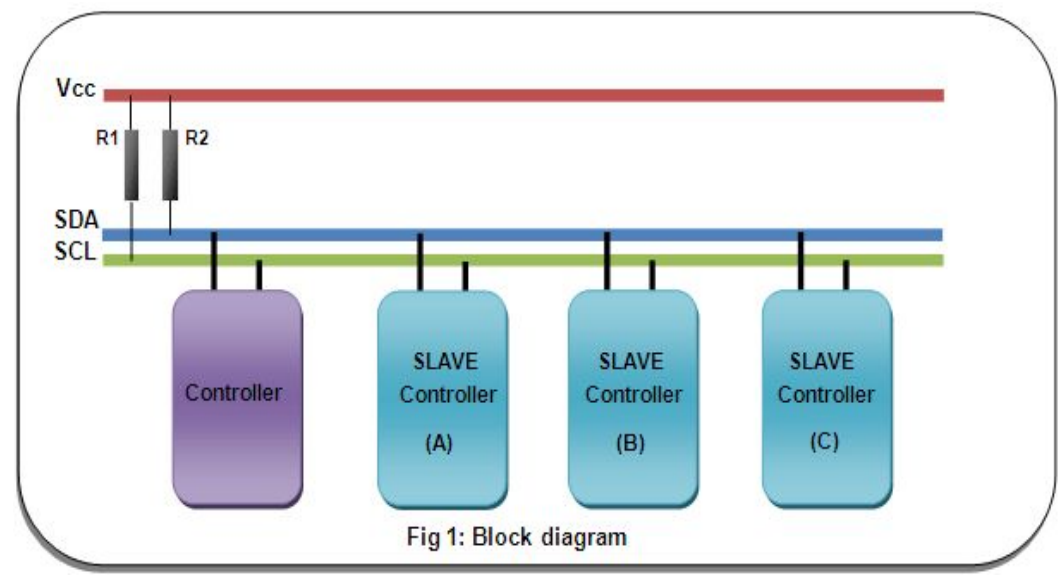 Vcc
R1
R2
SDA
SCL
Controller
SLAVE
Controller
(A)
SLAVE
Controller
(B)
SLAVE
Controller
(C)
Fig 1: Block diagram